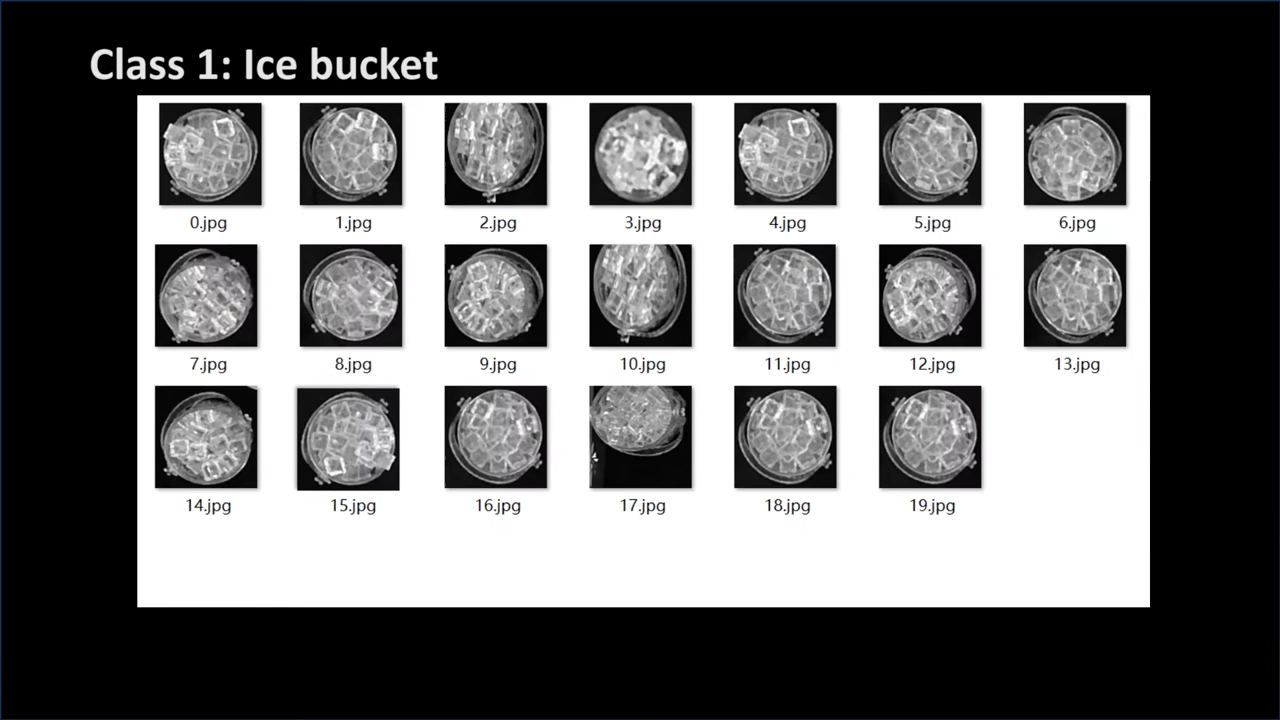 Class 1: Ice bucket
0.jpg 1.jpg 2.jpg 3.jpg 4.jpg 5.jpg 6.jpg
7.jpg 8.jpg 9.jpg 10.jpg 11.jpg 12.jpg 13.jpg
14.jpg 15.jpg 16.jpg 17.jpg 18.jpg 19.jpg